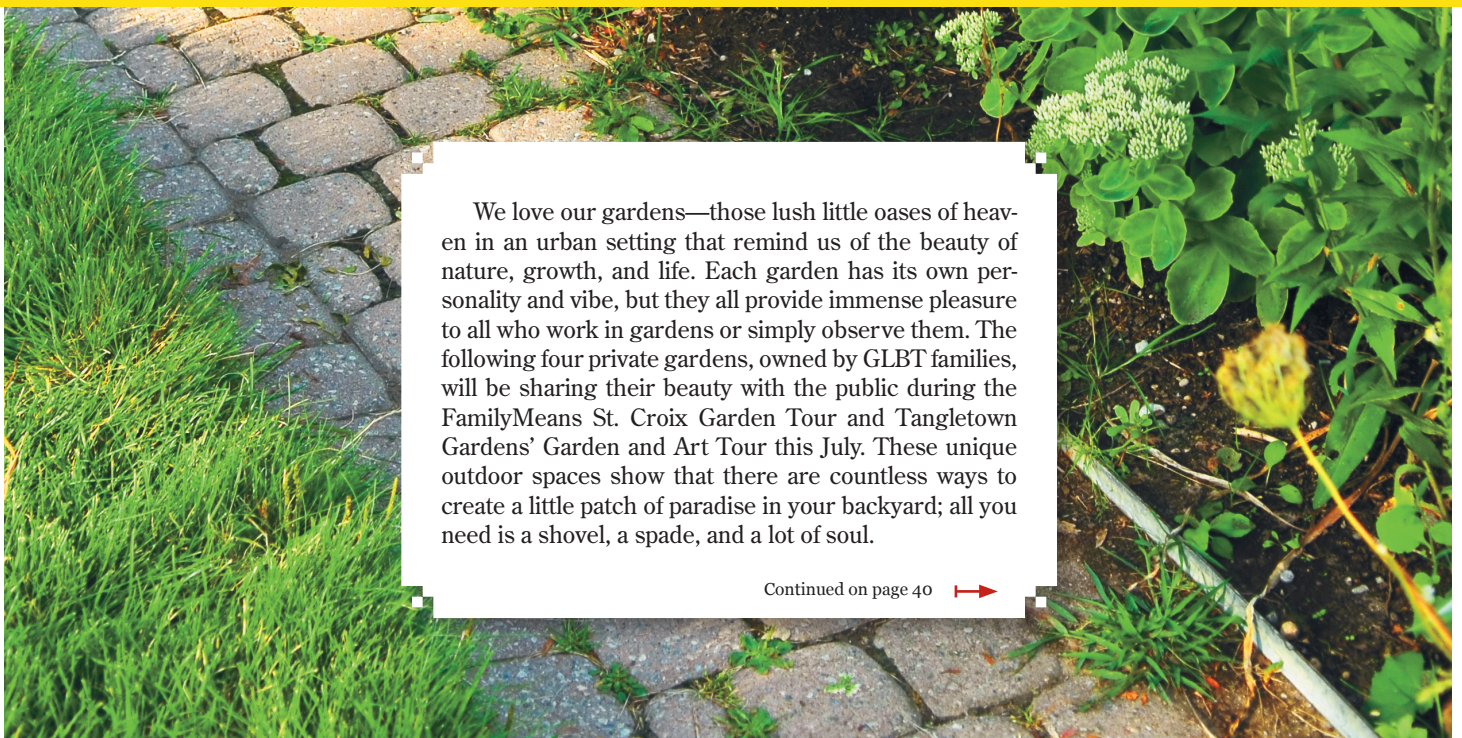 We love our gardens—those lush little oases of heav-
en in an urban setting that remind us of the beauty of
nature, growth, and life. Each garden has its own per-
sonality and vibe, but they all provide immense pleasure
to all who work in gardens or simply observe them. The
following four private gardens, owned by GLBT families,
will be sharing their beauty with the public during the
FamilyMeans St. Croix Garden Tour and Tangletown
Gardens’ Garden and Art Tour this July. These unique
outdoor spaces show that there are countless ways to
create a little patch of paradise in your backyard; all you
need is a shovel, a spade, and a lot of soul.
Continued on page 40